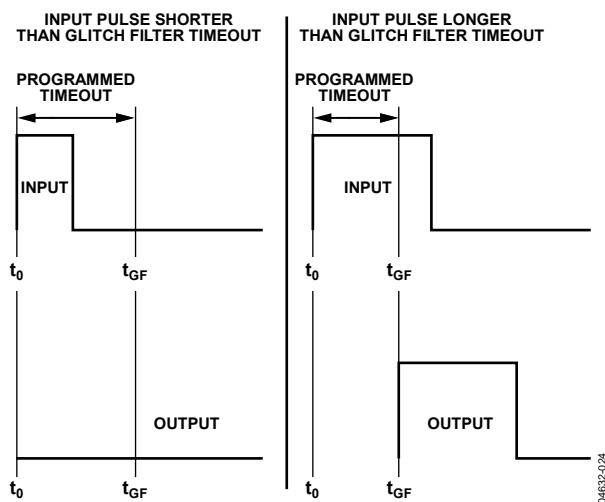 INPUT PULSE SHORTER
THAN GLITCH FILTER TIMEOUT
PROGRAMMED
TIMEOUT
INPUT
t0
tGF
OUTPUT
t0
tGF
INPUT PULSE LONGER
THAN GLITCH FILTER TIMEOUT
PROGRAMMED
TIMEOUT
INPUT
t0
tGF
OUTPUT
t0
tGF
04632-024